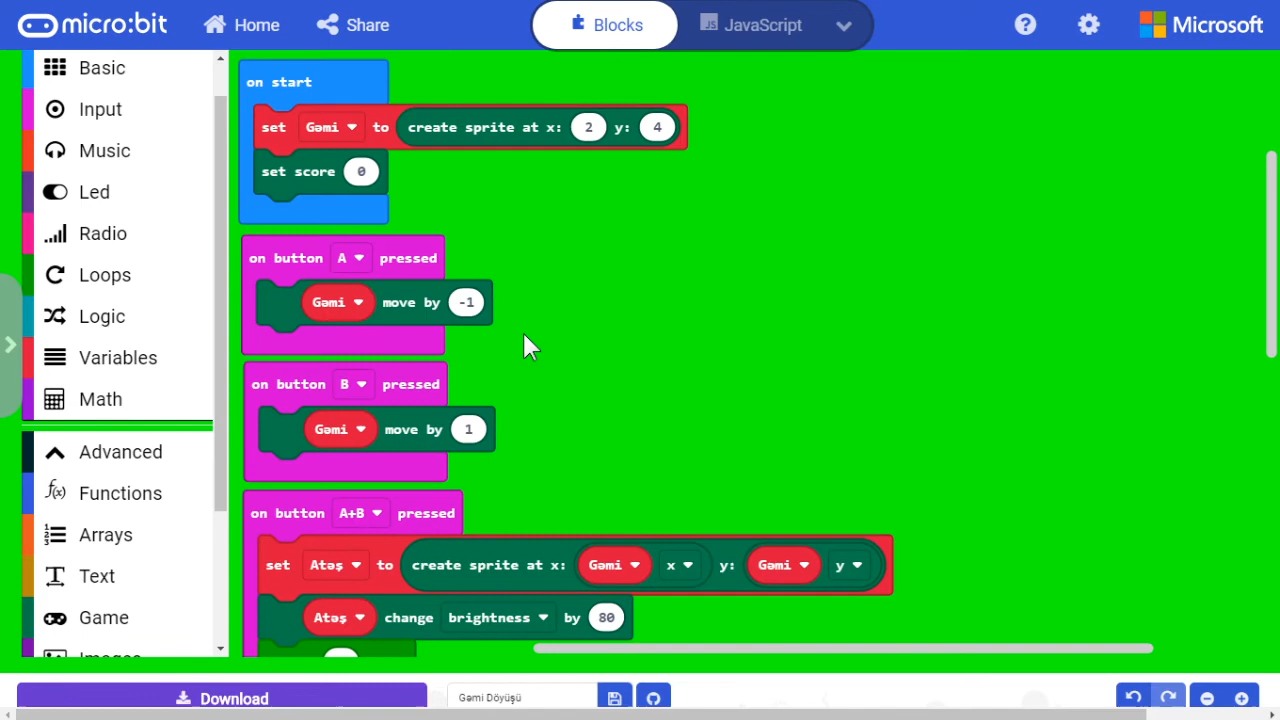 micro:bit Home Share Blocks JavaScript Microsoft
Basic
Input
Music
Led
Radio
Loops
Logic
Variables
Math
Advanced
Functions
Arrays
Text
Game
Images
on start
set Gəmi to create sprite at x: 2 y: 4
set score 0
on button A pressed
Gəmi move by -1
on button B pressed
Gəmi move by 1
on button A+B pressed
set Atəş to create sprite at x: Gəmi x y: Gəmi y
Atəş change brightness by 80
Download Gəmi Döyüşü